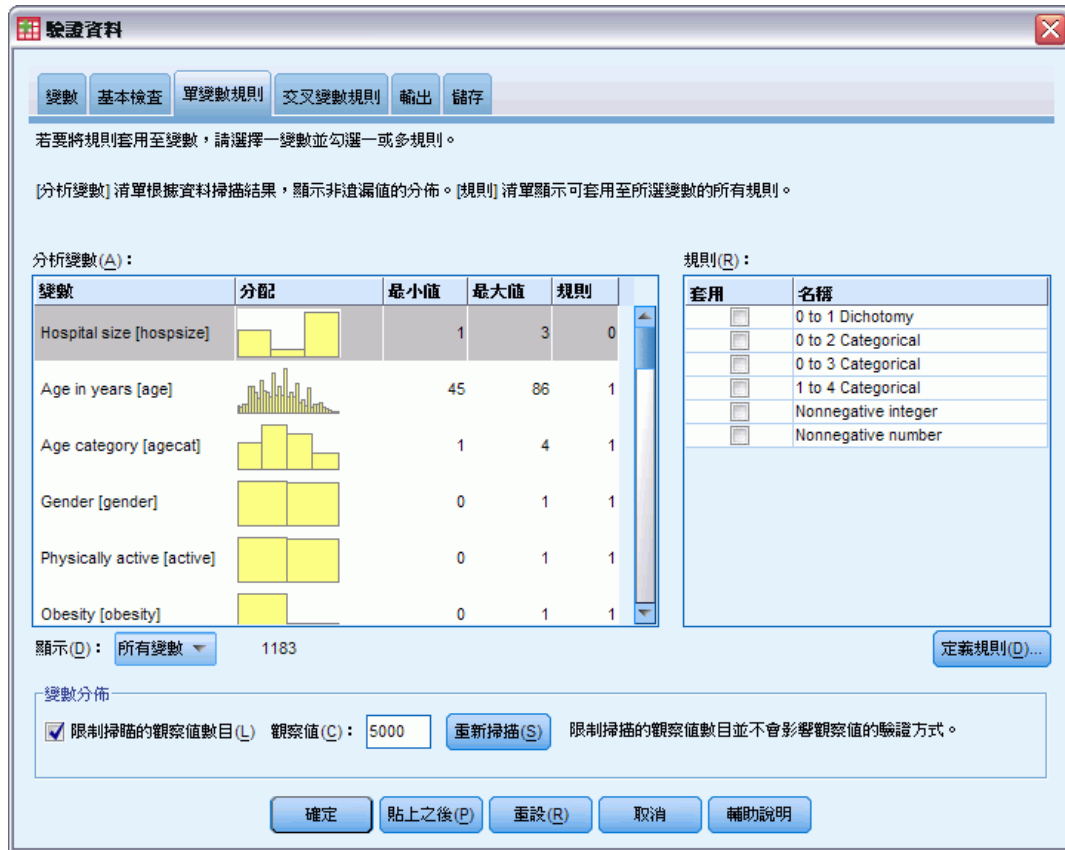 驗證資料
變數 基本檢查 單變數規則 交叉變數規則 輸出 儲存
若要將規則套用至變數，請選擇一變數並勾選一或多規則。
[分析變數] 清單根據資料掃描結果，顯示非遺漏值的分佈。[規則] 清單顯示可套用至所選變數的所有規則。
分析變數(A)： 規則(R)：
變數 分配 最小值 最大值 規則 套用 名稱
Hospital size [hospsize] 1 3 0
Age in years [age] 45 86 1
Age category [agecat] 1 4 1
Gender [gender] 0 1 1
Physically active [active] 0 1 1
Obesity [obesity] 0 1 1
0 to 1 Dichotomy
0 to 2 Categorical
0 to 3 Categorical
1 to 4 Categorical
Nonnegative integer
Nonnegative number
顯示(D)： 所有變數 1183 定義規則(D)...
變數分佈
限制掃瞄的觀察值數目(L) 觀察值(C)： 5000 重新掃描(S) 限制掃描的觀察值數目並不會影響觀察值的驗證方式。
確定 貼上之後(P) 重設(R) 取消 輔助說明